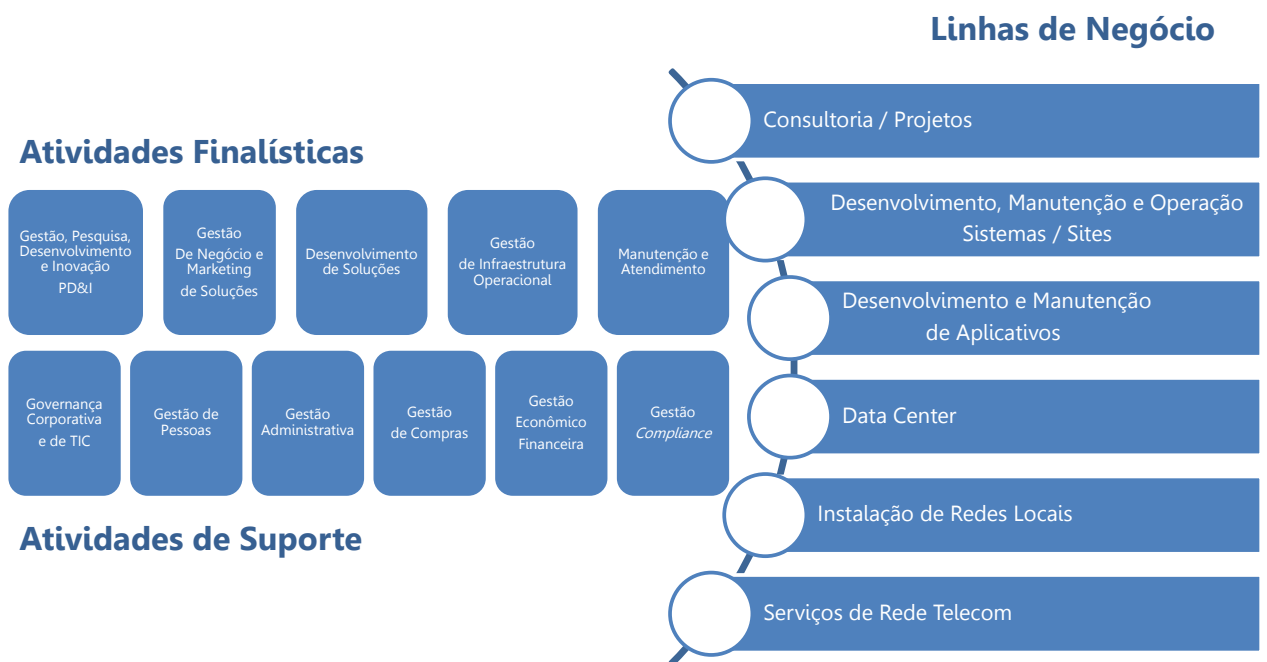 Linhas de Negócio
Consultoria / Projetos
Desenvolvimento, Manutenção e Operação
Sistemas / Sites
Desenvolvimento e Manutenção
de Aplicativos
Data Center
Instalação de Redes Locais
Serviços de Rede Telecom
Atividades Finalísticas
Gestão, Pesquisa,
Desenvolvimento
e Inovação
PD&I
Gestão
De Negócio e
Marketing
de Soluções
Desenvolvimento
de Soluções
Gestão
de Infraestrutura
Operacional
Manutenção e
Atendimento
Governança
Corporativa
e de TIC
Gestão de
Pessoas
Gestão
Administrativa
Gestão
de Compras
Gestão
Econômico
Financeira
Gestão
Compliance
Atividades de Suporte